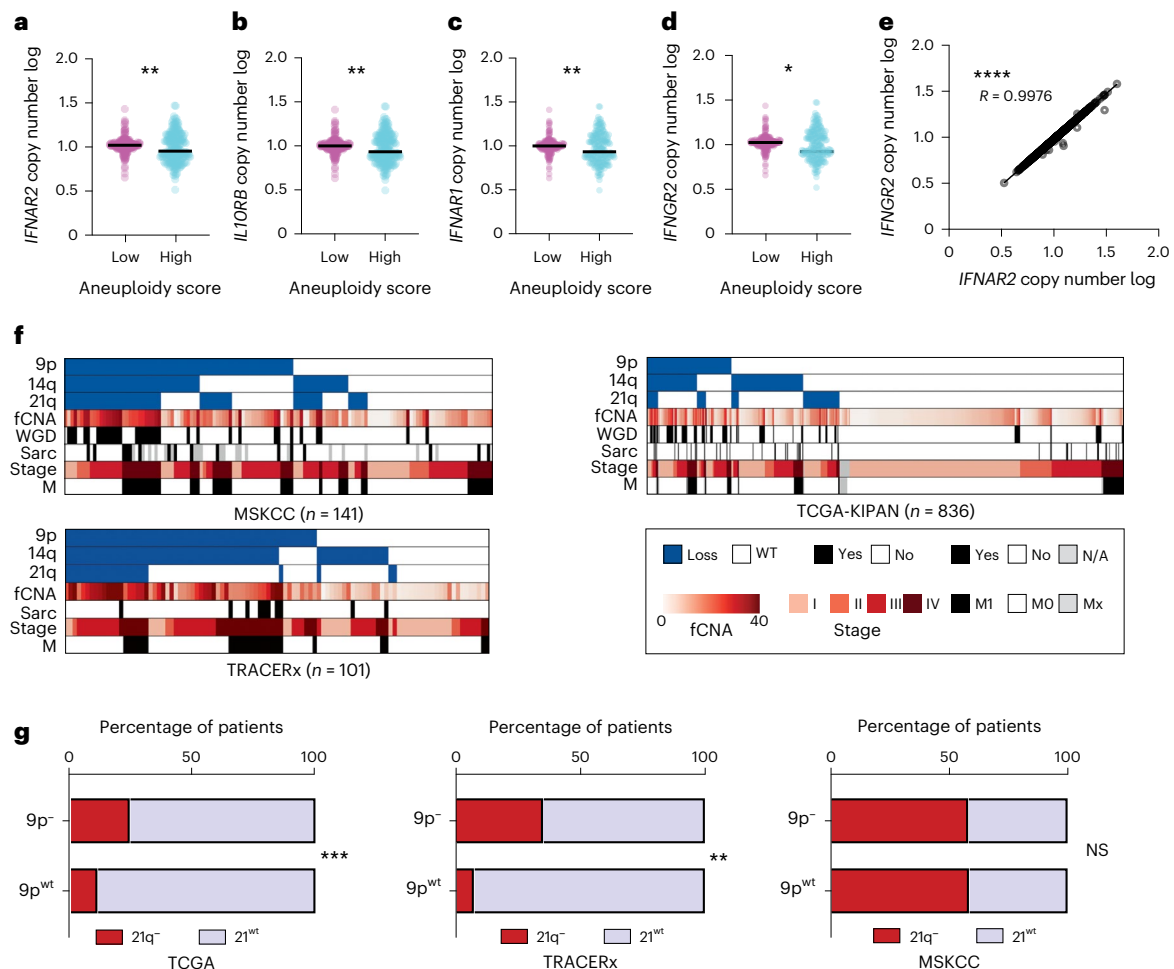 a
b
c
d
e
IFNAR2 copy number log
2.0
1.5
1.0
0.5
0
**
Low High
Aneuploidy score
IL10RB copy number log
2.0
1.5
1.0
0.5
0
**
Low High
Aneuploidy score
IFNAR1 copy number log
2.0
1.5
1.0
0.5
0
**
Low High
Aneuploidy score
IFNGR2 copy number log
2.0
1.5
1.0
0.5
0
*
Low High
Aneuploidy score
IFNGR2 copy number log
2.0
1.5
1.0
0.5
0
****
R = 0.9976
0 0.5 1.0 1.5 2.0
IFNAR2 copy number log
f
9p
14q
21q
fCNA
WGD
Sarc
Stage
M
MSKCC (n = 141)
9p
14q
21q
fCNA
WGD
Sarc
Stage
M
TCGA-KIPAN (n = 836)
9p
14q
21q
fCNA
Sarc
Stage
M
TRACERx (n = 101)
Loss WT Yes No Yes No N/A
I II III IV M1 M0 Mx
0 fCNA 40 Stage
g
Percentage of patients
0 50 100
9p⁻
9pʷᵗ
***
21q⁻ 21ʷᵗ
TCGA
Percentage of patients
0 50 100
9p⁻
9pʷᵗ
**
21q⁻ 21ʷᵗ
TRACERx
Percentage of patients
0 50 100
9p⁻
9pʷᵗ
NS
21q⁻ 21ʷᵗ
MSKCC